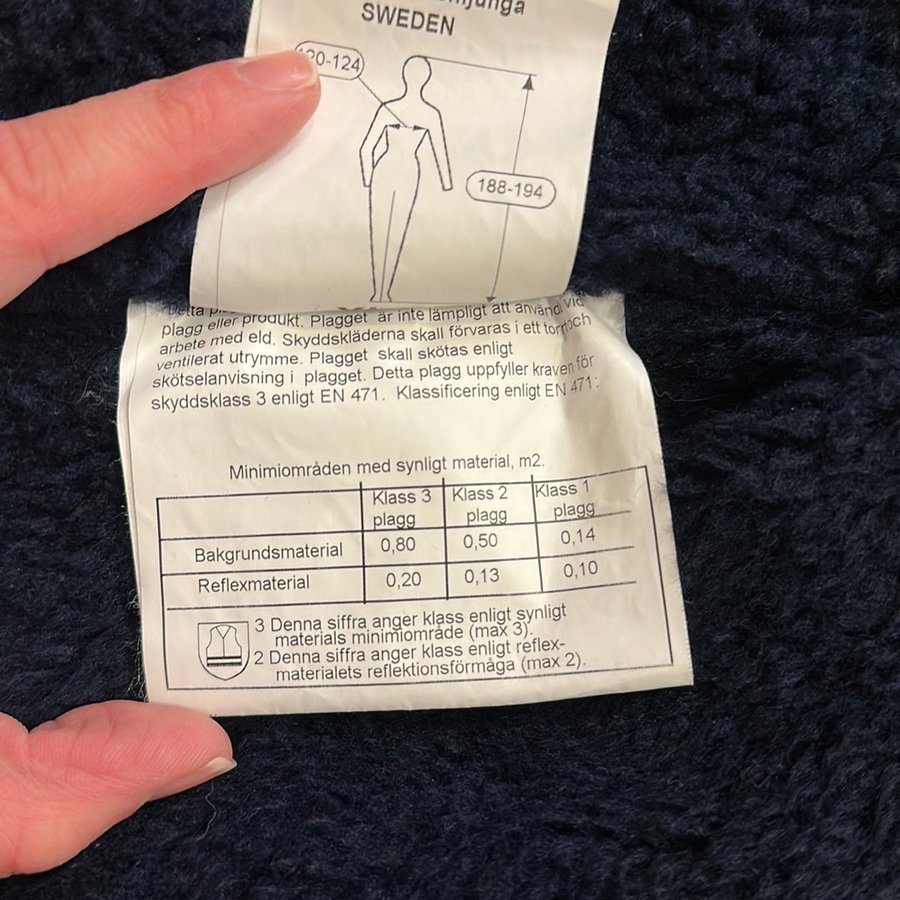 SWEDEN
188-194
Detta
plagg eller produkt. Plagget är inte lämpligt att använd vid
arbete med eld. Skyddskläderna skall förvaras i ett torrt och
ventilerat utrymme. Plagget skall skötas enligt
skötselanvisning i plagget. Detta plagg uppfyller kraven för
skyddsklass 3 enligt EN 471. Klassificering enligt EN 471:
Minimiområden med synligt material, m2.
Klass 3 plagg Klass 2 plagg Klass 1 plagg
Bakgrundsmaterial 0,80 0,50 0,14
Reflexmaterial 0,20 0,13 0,10
3 Denna siffra anger klass enligt synligt
materials minimiområde (max 3).
2 Denna siffra anger klass enligt reflex-
materialets reflektionsförmåga (max 2).